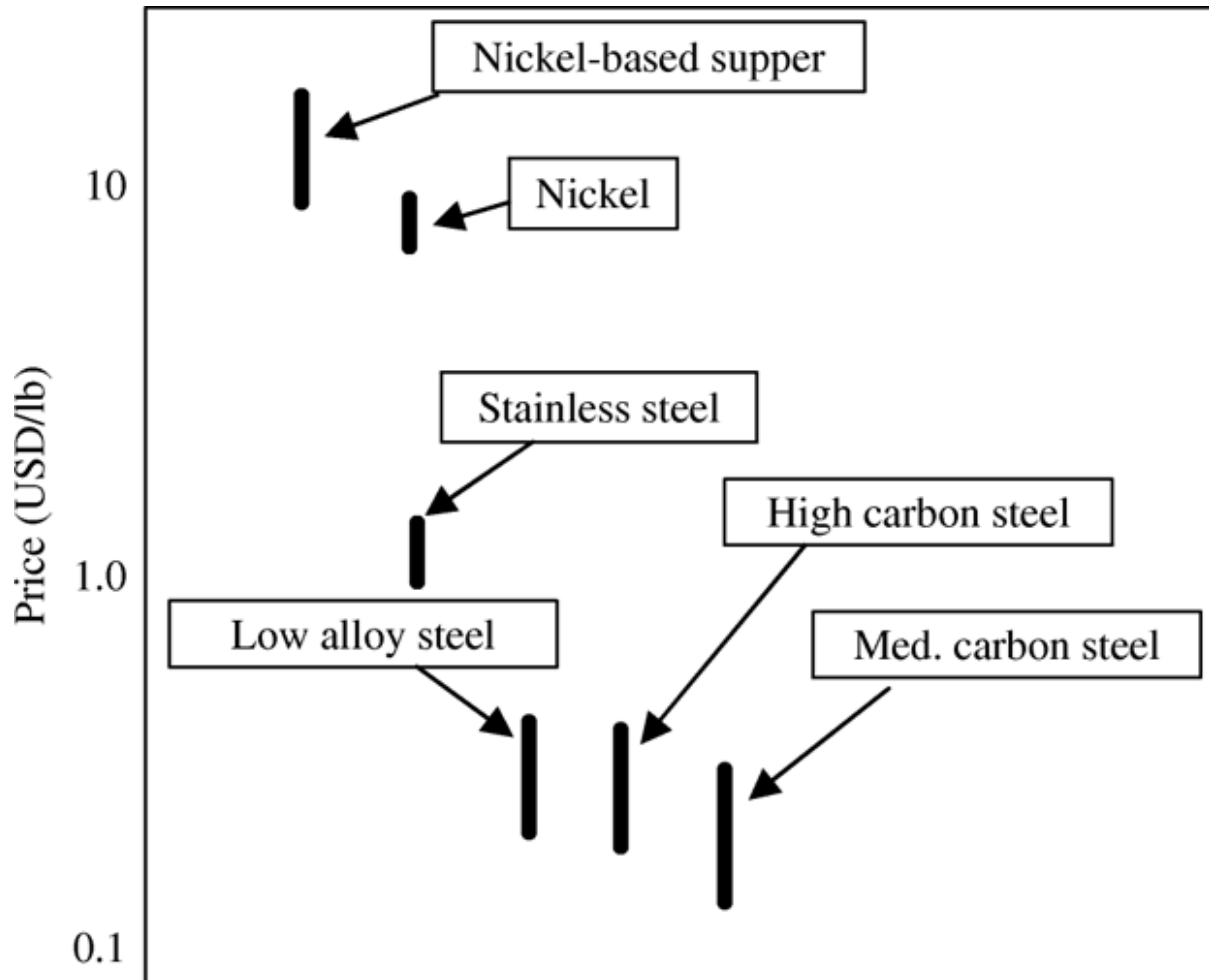 Nickel-based supper
10
Nickel
Stainless steel
High carbon steel
Price (USD/lb)
1.0
Low alloy steel
Med. carbon steel
0.1